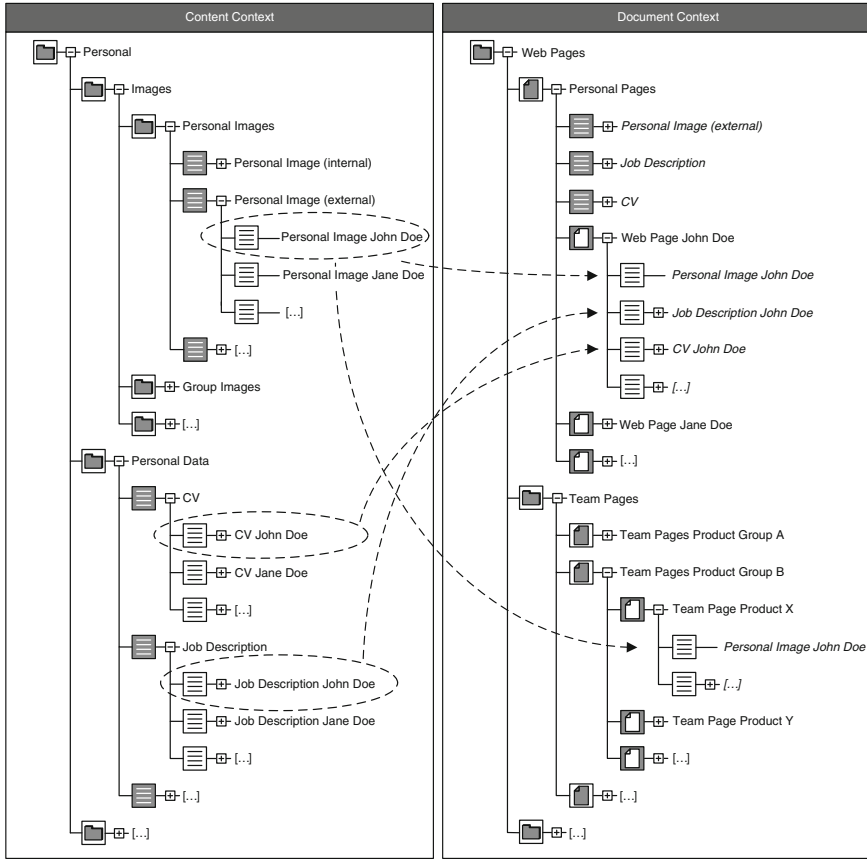 Content Context
Personal
Images
Personal Images
Personal Image (internal)
Personal Image (external)
Personal Image John Doe
Personal Image Jane Doe
[...]
[...]
Group Images
[...]
Personal Data
CV
CV John Doe
CV Jane Doe
[...]
Job Description
Job Description John Doe
Job Description Jane Doe
[...]
[...]
[...]
Document Context
Web Pages
Personal Pages
Personal Image (external)
Job Description
CV
Web Page John Doe
Personal Image John Doe
Job Description John Doe
CV John Doe
[...]
Web Page Jane Doe
[...]
Team Pages
Team Pages Product Group A
Team Pages Product Group B
Team Page Product X
Personal Image John Doe
[...]
Team Page Product Y
[...]
[...]
[...]